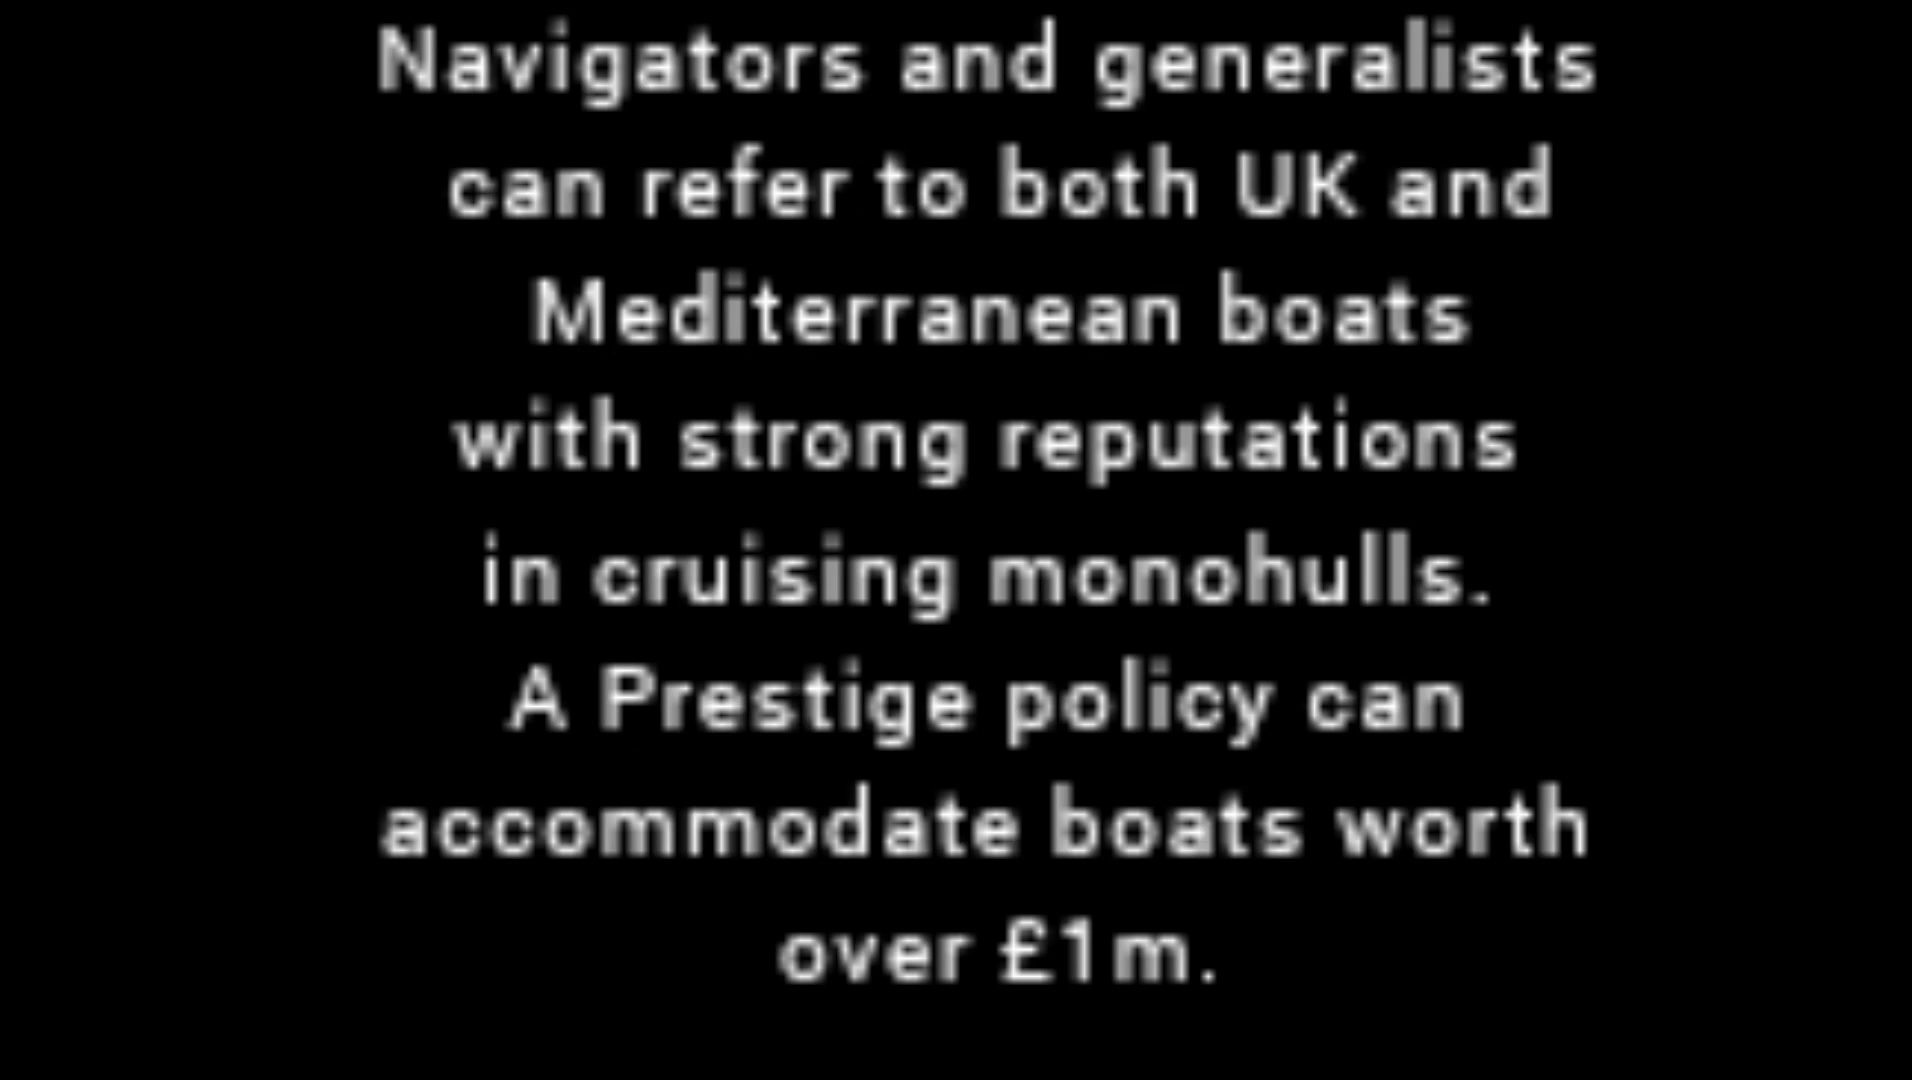 Navigators and generalists
can refer to both UK and
Mediterranean boats
with strong reputations
in cruising monohulls.
A Prestige policy can
accommodate boats worth
over £1m.